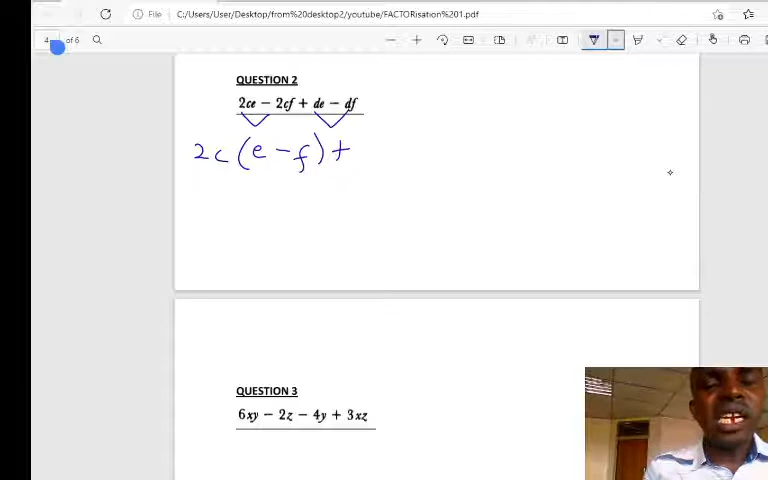 File C:/Users/User/Desktop/from%20desktop2/youtube/FACTORisation%201.pdf
4 of 6
QUESTION 2
2ce − 2cf + de − df
2c (e − f) +
QUESTION 3
6xy − 2z − 4y + 3xz